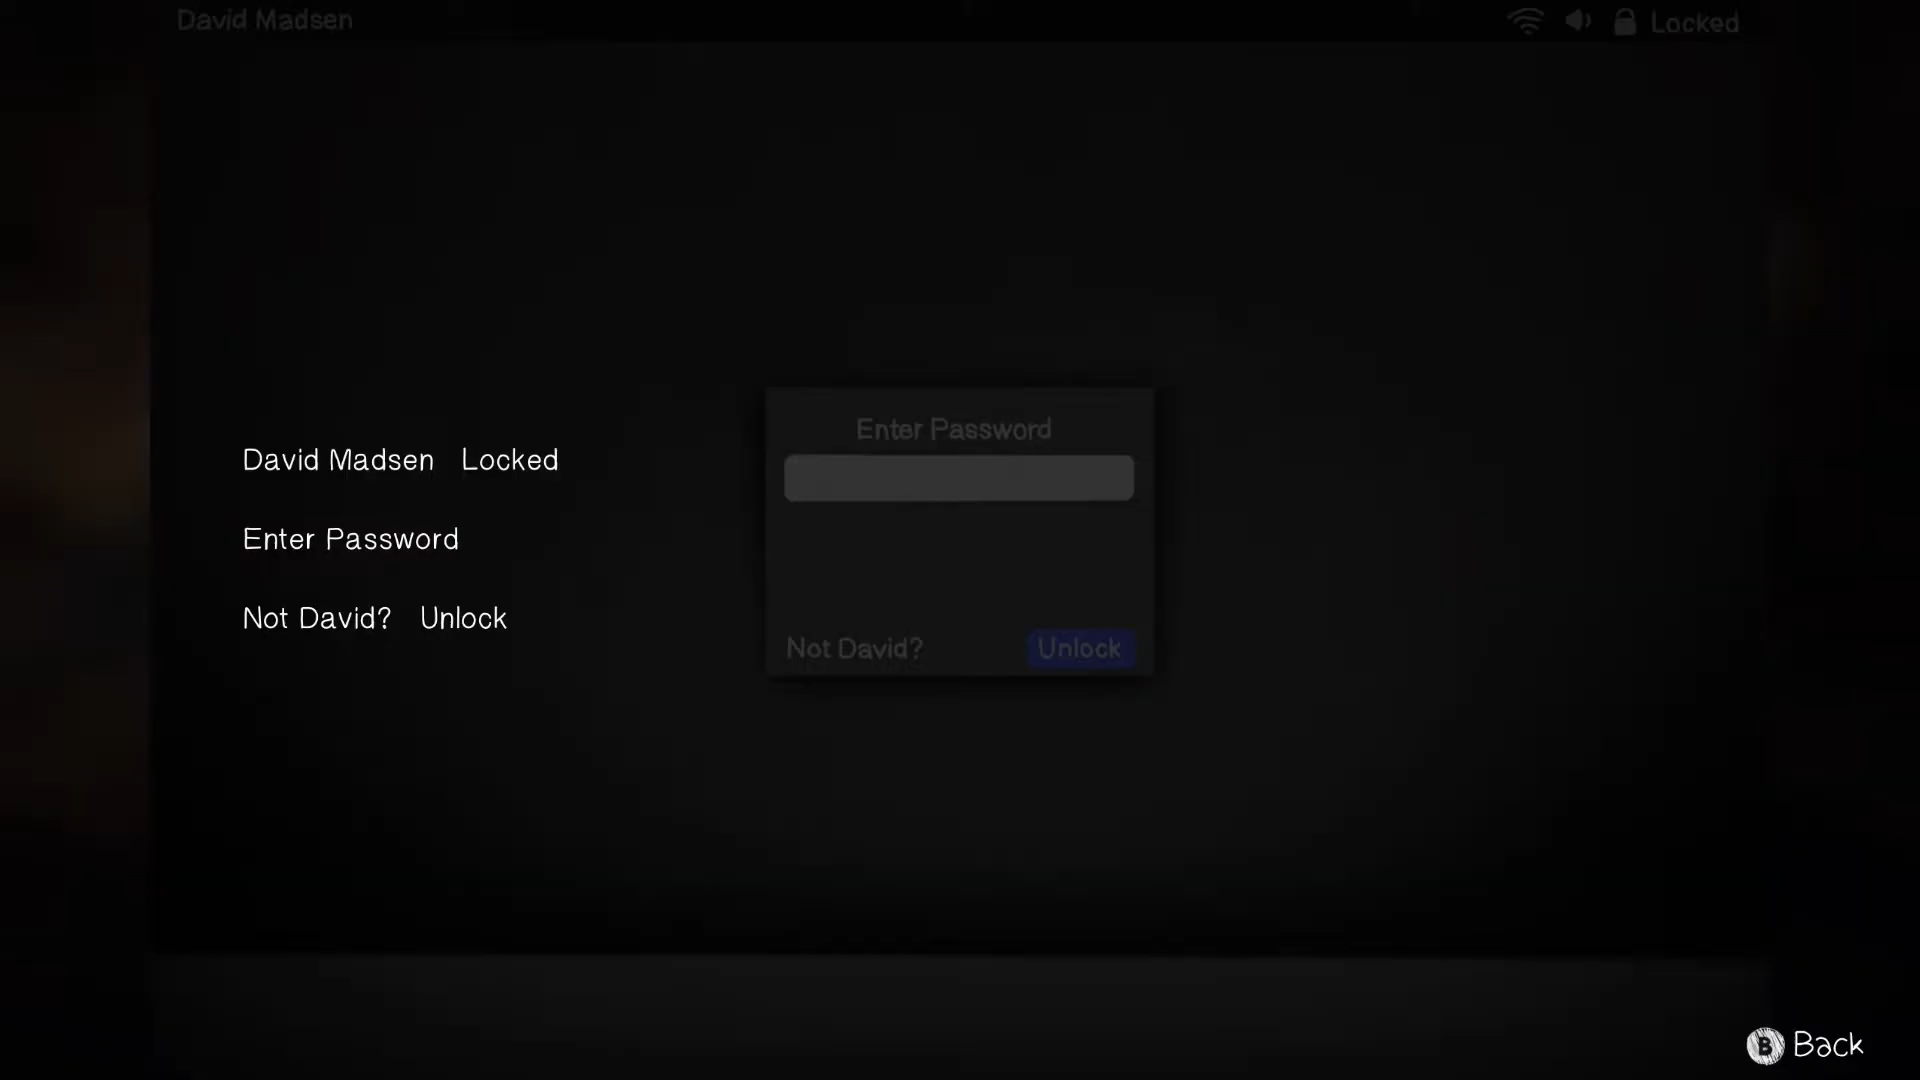 David Madsen
Locked
David Madsen Locked
Enter Password
Not David? Unlock
Enter Password
Not David? Unlock
B Back